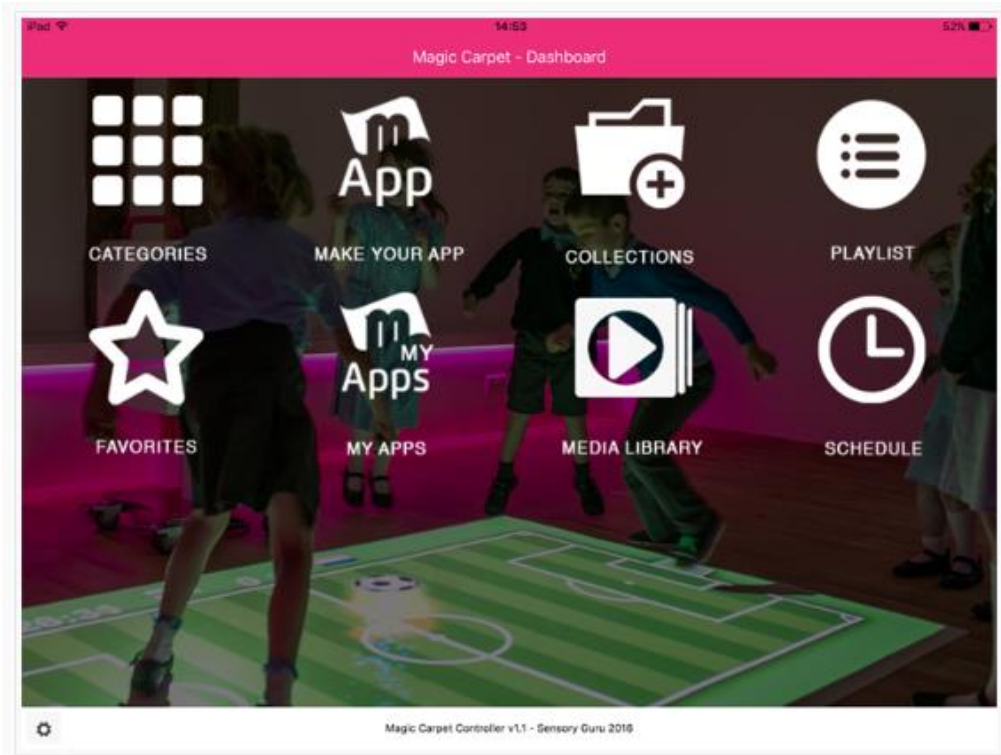 iPad 14:53 52%
Magic Carpet - Dashboard
m App m App
CATEGORIES MAKE YOUR APP COLLECTIONS PLAYLIST
m MY Apps
FAVORITES MY APPS MEDIA LIBRARY SCHEDULE
Magic Carpet Controller v1.1 - Sensory Guru 2016